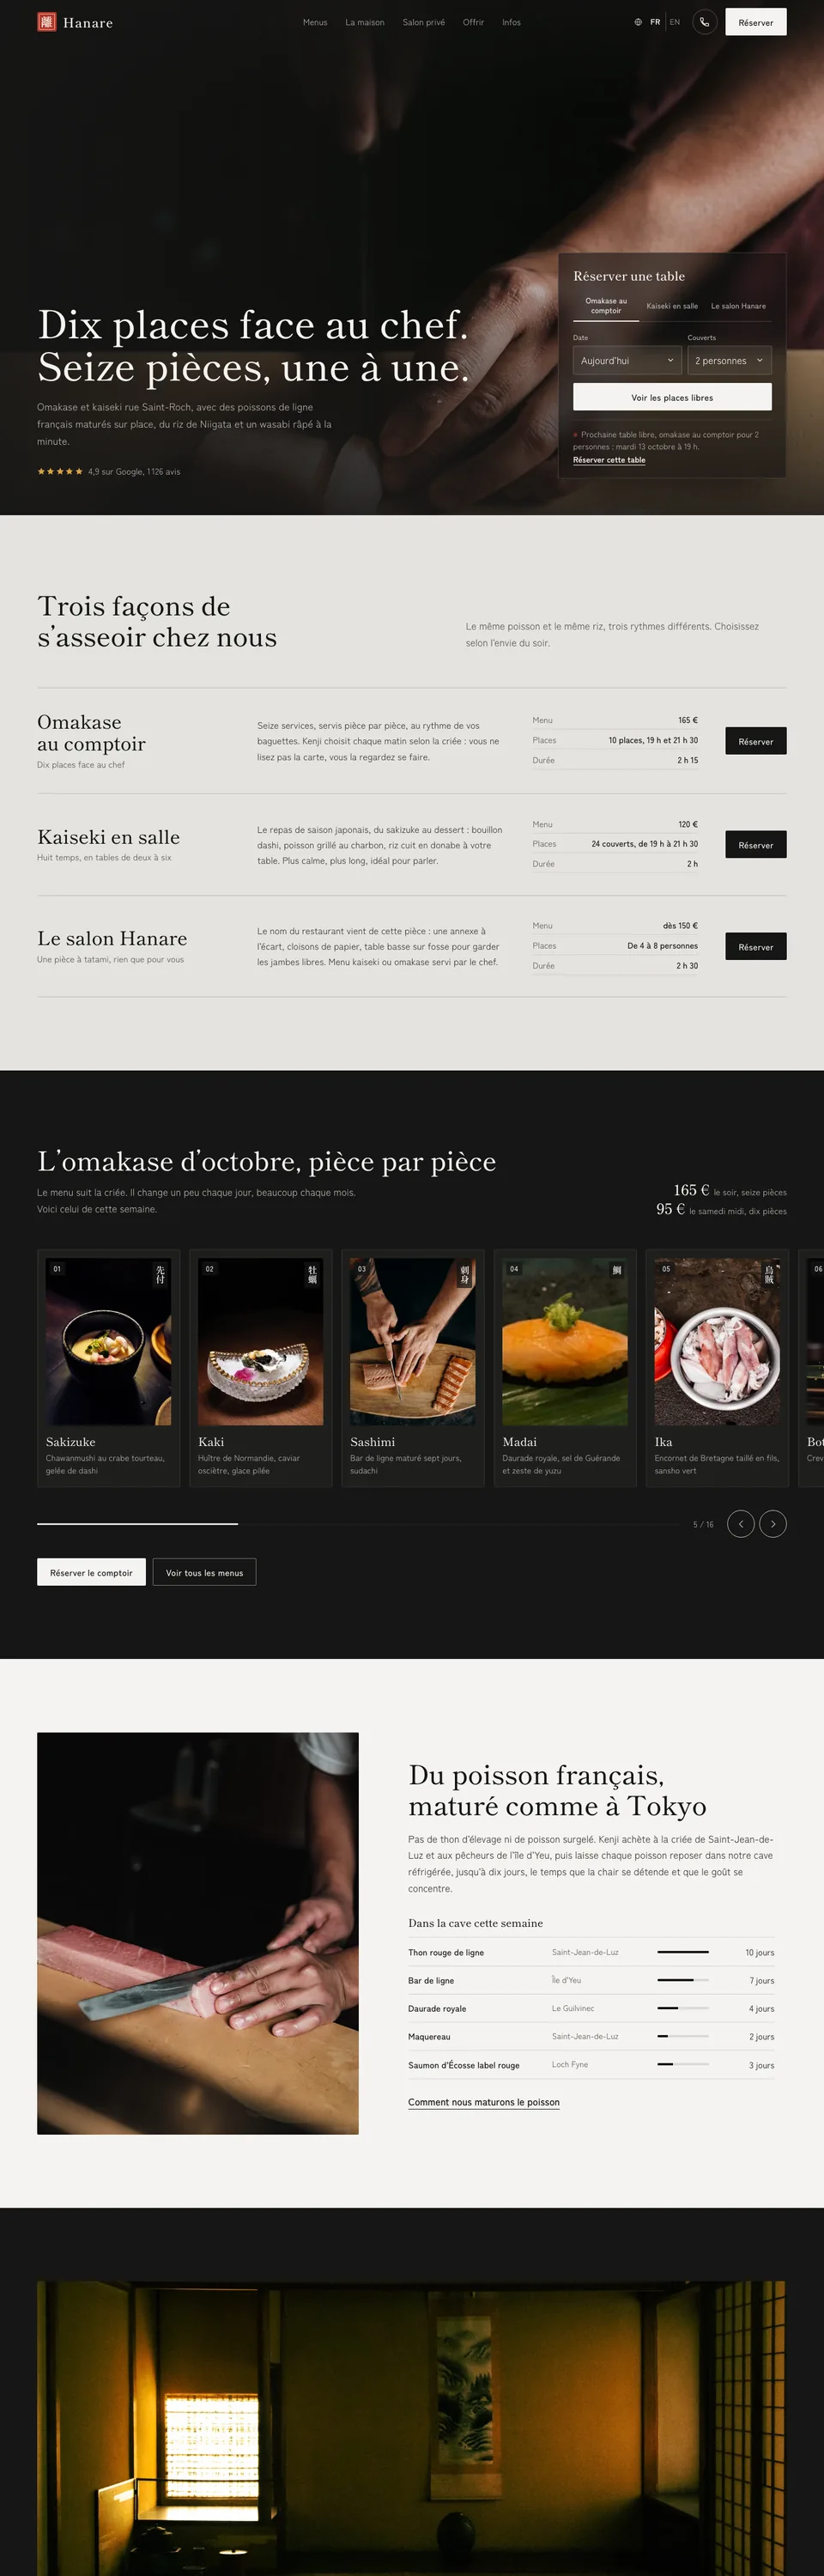 離 Hanare
Menus
La maison
Salon privé
Offrir
Infos
FR
EN
Réserver
Dix places face au chef.
Seize pièces, une à une.
Omakase et kaiseki rue Saint-Roch, avec des poissons de ligne
français maturés sur place, du riz de Niigata et un wasabi râpé à la
minute.
4,9 sur Google, 1 126 avis
Réserver une table
Omakase au
comptoir
Kaiseki en salle
Le salon Hanare
Date
Couverts
Aujourd'hui
2 personnes
Voir les places libres
Prochaine table libre, omakase au comptoir pour 2
personnes : mardi 13 octobre à 19 h.
Réserver cette table
Trois façons de
s'asseoir chez nous
Le même poisson et le même riz, trois rythmes différents. Choisissez
selon l'envie du soir.
Omakase
au comptoir
Dix places face au chef
Seize services, servis pièce par pièce, au rythme de vos
baguettes. Kenji choisit chaque matin selon la criée : vous ne
lisez pas la carte, vous la regardez se faire.
Menu 165 €
Places 10 places, 19 h et 21 h 30
Durée 2 h 15
Réserver
Kaiseki en salle
Huit temps, en tables de deux à six
Le repas de saison japonais, du sakizuke au dessert : bouillon
dashi, poisson grillé au charbon, riz cuit en donabe à votre
table. Plus calme, plus long, idéal pour parler.
Menu 120 €
Places 24 couverts, de 19 h à 21 h 30
Durée 2 h
Réserver
Le salon Hanare
Une pièce à tatami, rien que pour vous
Le nom du restaurant vient de cette pièce : une annexe à
l'écart, cloisons de papier, table basse sur fosse pour garder
les jambes libres. Menu kaiseki ou omakase servi par le chef.
Menu dès 150 €
Places De 4 à 8 personnes
Durée 2 h 30
Réserver
L'omakase d'octobre, pièce par pièce
Le menu suit la criée. Il change un peu chaque jour, beaucoup chaque mois.
Voici celui de cette semaine.
165 € le soir, seize pièces
95 € le samedi midi, dix pièces
01
先付
Sakizuke
Chawanmushi au crabe tourteau,
gelée de dashi
02
牡蠣
Kaki
Huître de Normandie, caviar
osciètre, glace pilée
03
刺身
Sashimi
Bar de ligne maturé sept jours,
sudachi
04
鯛
Madai
Daurade royale, sel de Guérande
et zeste de yuzu
05
烏賊
Ika
Encornet de Bretagne taillé en fils,
sansho vert
06
Bot
Crev
5 / 16
Réserver le comptoir
Voir tous les menus
Du poisson français,
maturé comme à Tokyo
Pas de thon d'élevage ni de poisson surgelé. Kenji achète à la criée de Saint-Jean-de-
Luz et aux pêcheurs de l'île d'Yeu, puis laisse chaque poisson reposer dans notre cave
réfrigérée, jusqu'à dix jours, le temps que la chair se détende et que le goût se
concentre.
Dans la cave cette semaine
Thon rouge de ligne Saint-Jean-de-Luz 10 jours
Bar de ligne Île d'Yeu 7 jours
Daurade royale Le Guilvinec 4 jours
Maquereau Saint-Jean-de-Luz 2 jours
Saumon d'Écosse label rouge Loch Fyne 3 jours
Comment nous maturons le poisson